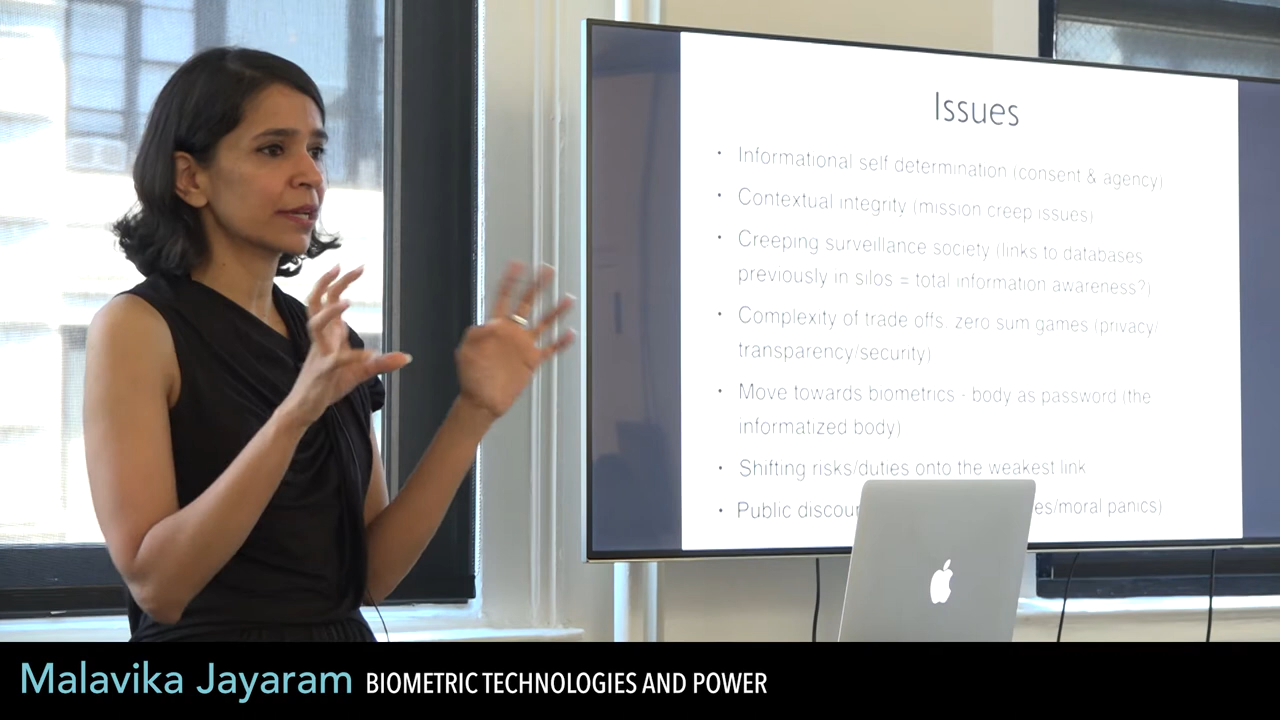 Issues
• Informational self determination (consent & agency)
• Contextual integrity (mission creep issues)
• Creeping surveillance society (links to databases
previously in silos = total information awareness?)
• Complexity of trade offs: zero sum games (privacy/
transparency/security)
• Move towards biometrics - body as password (the
informatized body)
• Shifting risks/duties onto the weakest link
• Public /moral panics)
Malavika Jayaram BIOMETRIC TECHNOLOGIES AND POWER